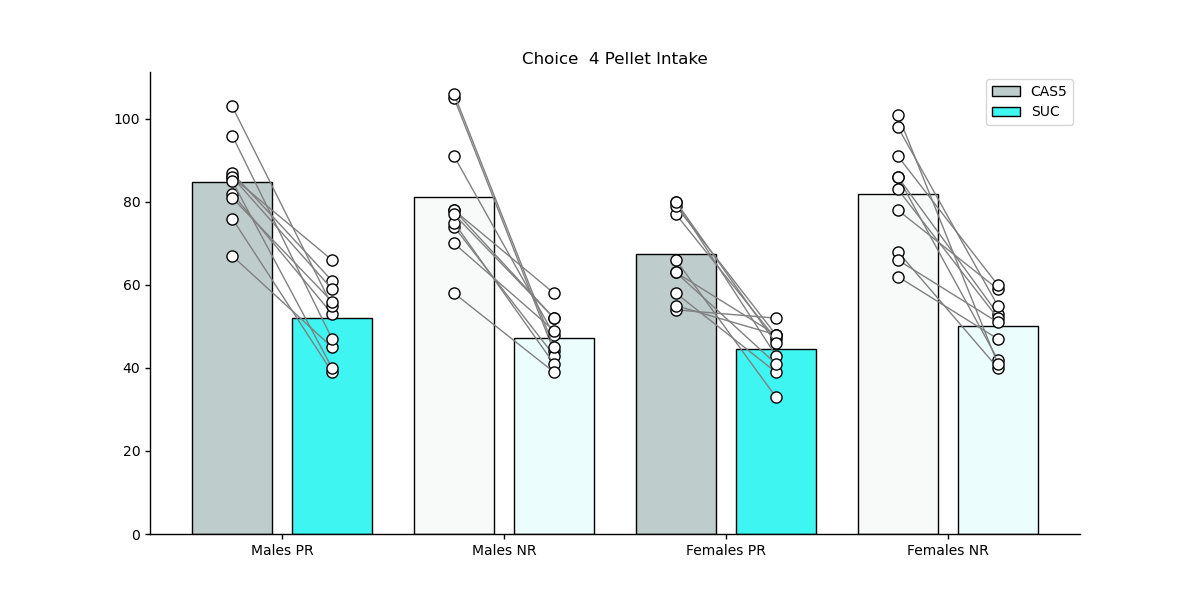 Choice  4 Pellet Intake
CAS5
SUC
100
80
60
40
20
0
Males PR
Males NR
Females PR
Females NR